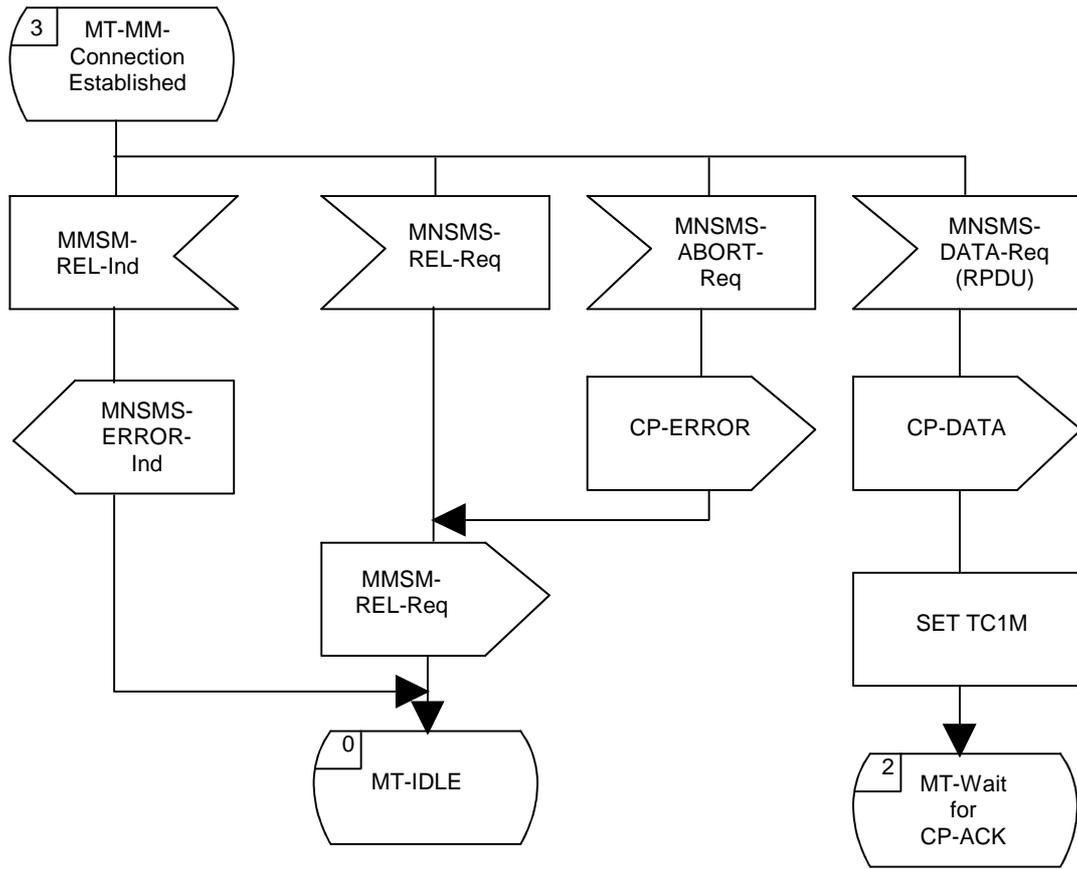 3
MT-MM-
Connection
Established
MMSM-
REL-Ind
MNSMS-
REL-Req
MNSMS-
ABORT-
Req
MNSMS-
DATA-Req
(RPDU)
MNSMS-
ERROR-
Ind
CP-ERROR
CP-DATA
MMSM-
REL-Req
SET TC1M
0
MT-IDLE
2
MT-Wait
for
CP-ACK